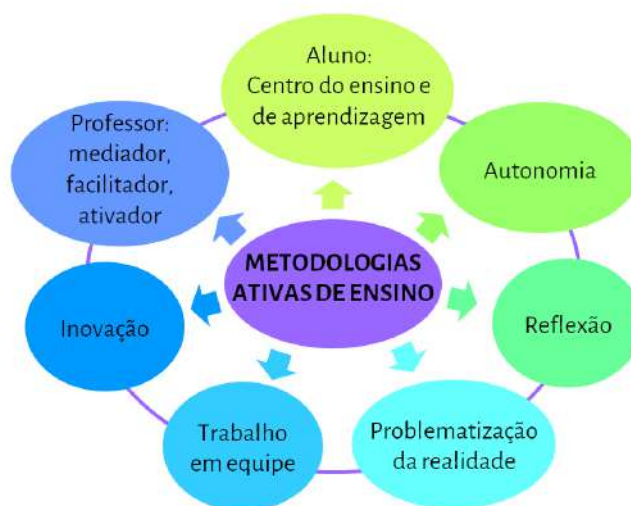 Aluno:
Centro do ensino e
de aprendizagem
Professor:
mediador,
facilitador,
ativador
Autonomia
METODOLOGIAS
ATIVAS DE ENSINO
Inovação
Reflexão
Trabalho
em equipe
Problematização
da realidade